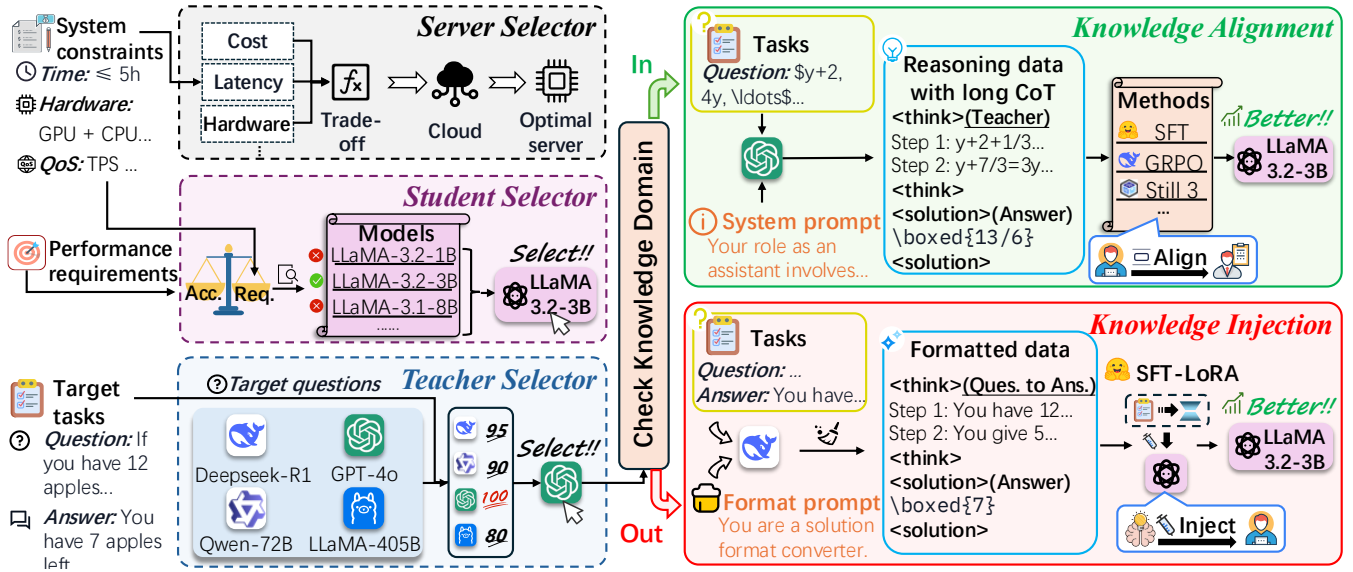 System
constraints
Time: ⩽ 5h
Hardware:
GPU + CPU...
QoS
QoS: TPS ...
Performance
requirements
Target
tasks
Question: If
you have 12
apples...
Answer: You
have 7 apples
left
Server Selector
Cost
Latency
Hardware
fx
Trade-
off
Cloud
Optimal
server
Student Selector
Acc. Req.
Models
LLaMA-3.2-1B
LLaMA-3.2-3B
LLaMA-3.1-8B
......
Select!!
LLaMA
3.2-3B
Teacher Selector
Target questions
Deepseek-R1
GPT-4o
Qwen-72B
LLaMA-405B
95
90
100
80
Select!!
Check Knowledge Domain
In
Out
Knowledge Alignment
Tasks
Question: $y+2,
4y, \ldots$...
System prompt
Your role as an
assistant involves...
Reasoning data
with long CoT
<think>(Teacher)
Step 1: y+2+1/3...
Step 2: y+7/3=3y...
<think>
<solution>(Answer)
\boxed{13/6}
<solution>
Methods
SFT
GRPO
Still 3
...
Align
Better!!
LLaMA
3.2-3B
Knowledge Injection
Tasks
Question: ...
Answer: You have...
Format prompt
You are a solution
format converter.
Formatted data
<think>(Ques. to Ans.)
Step 1: You have 12...
Step 2: You give 5...
<think>
<solution>(Answer)
\boxed{7}
<solution>
SFT-LoRA
Inject
Better!!
LLaMA
3.2-3B